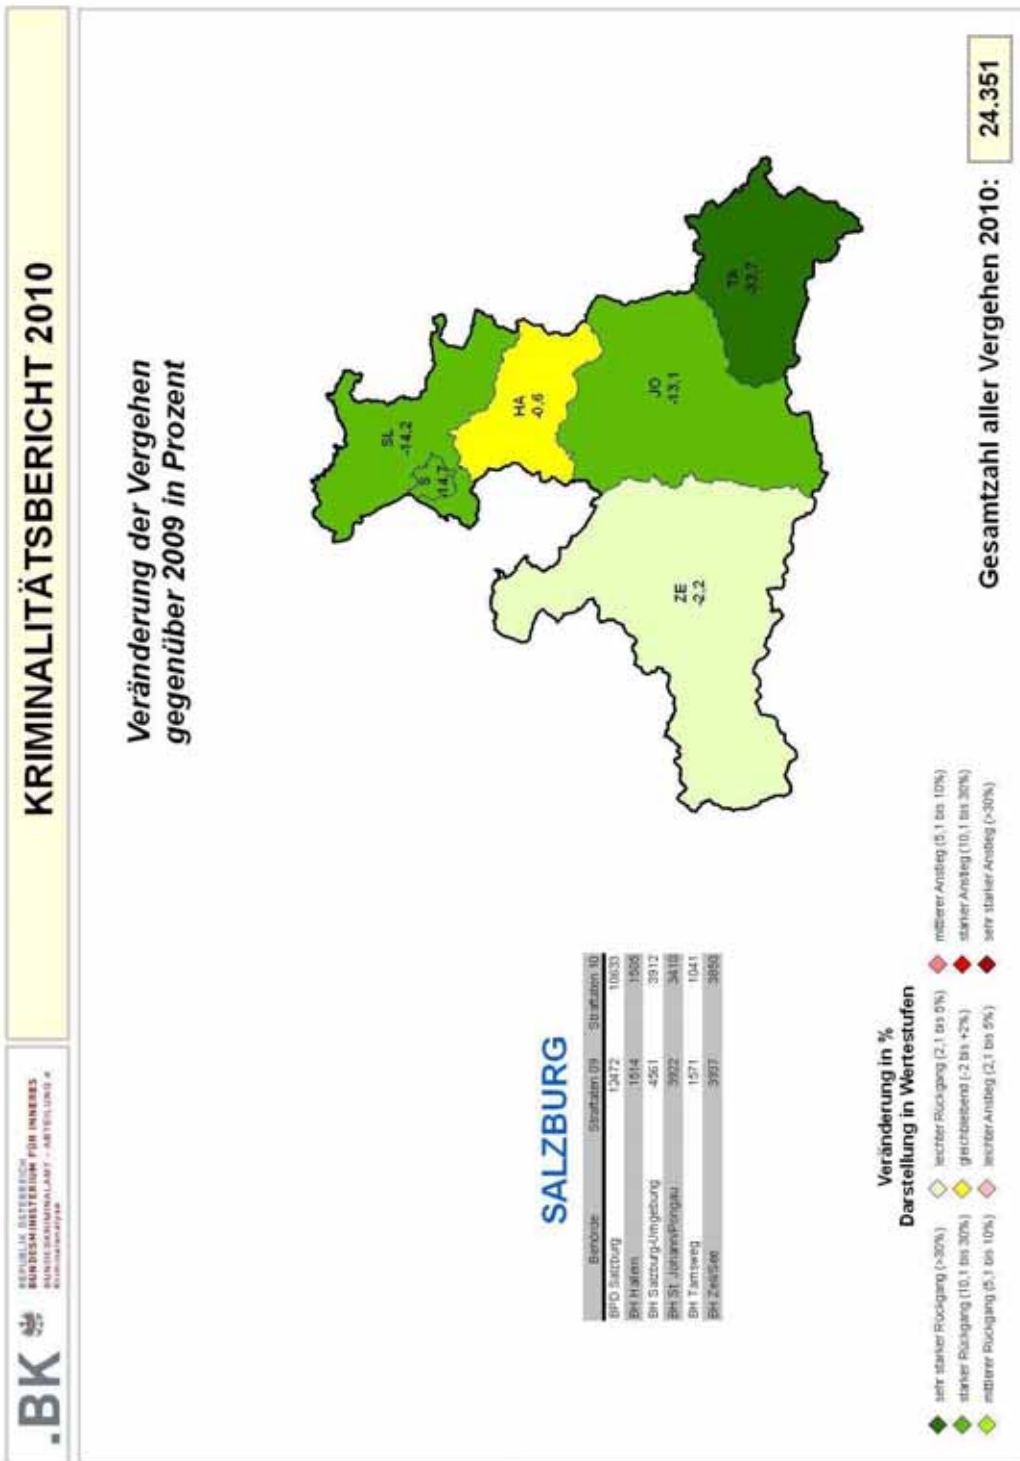 .BK
REPUBLIK ÖSTERREICH
BUNDESMINISTERIUM FÜR INNERES
BUNDESKRIMINALAMT - ABTEILUNG 4
Kriminalanalyse
KRIMINALITÄTSBERICHT 2010
Veränderung der Vergehen
gegenüber 2009 in Prozent
SL
-14,2
S
-14,7
HA
-0,6
JO
-13,1
TA
-33,7
ZE
-2,2
SALZBURG
Behörde Straftaten 09 Straftaten 10
BPD Salzburg 12472 10633
BH Hallein 1514 1505
BH Salzburg-Umgebung 4561 3912
BH St. Johann/Pongau 3922 3410
BH Tamsweg 1571 1041
BH Zell/See 3937 3850
Veränderung in %
Darstellung in Wertestufen
sehr starker Rückgang (>30%)
starker Rückgang (10,1 bis 30%)
mittlerer Rückgang (5,1 bis 10%)
leichter Rückgang (2,1 bis 5%)
gleichbleibend (-2 bis +2%)
leichter Anstieg (2,1 bis 5%)
mittlerer Anstieg (5,1 bis 10%)
starker Anstieg (10,1 bis 30%)
sehr starker Anstieg (>30%)
Gesamtzahl aller Vergehen 2010: 24.351